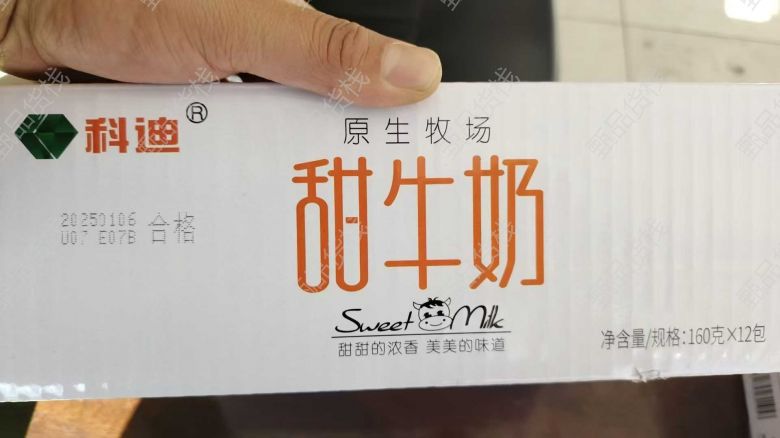 科迪®
原生牧场
甜牛奶
20250106
U07 E07B 合格
Sweet Milk
甜甜的浓香 美美的味道
净含量/规格:160克×12包